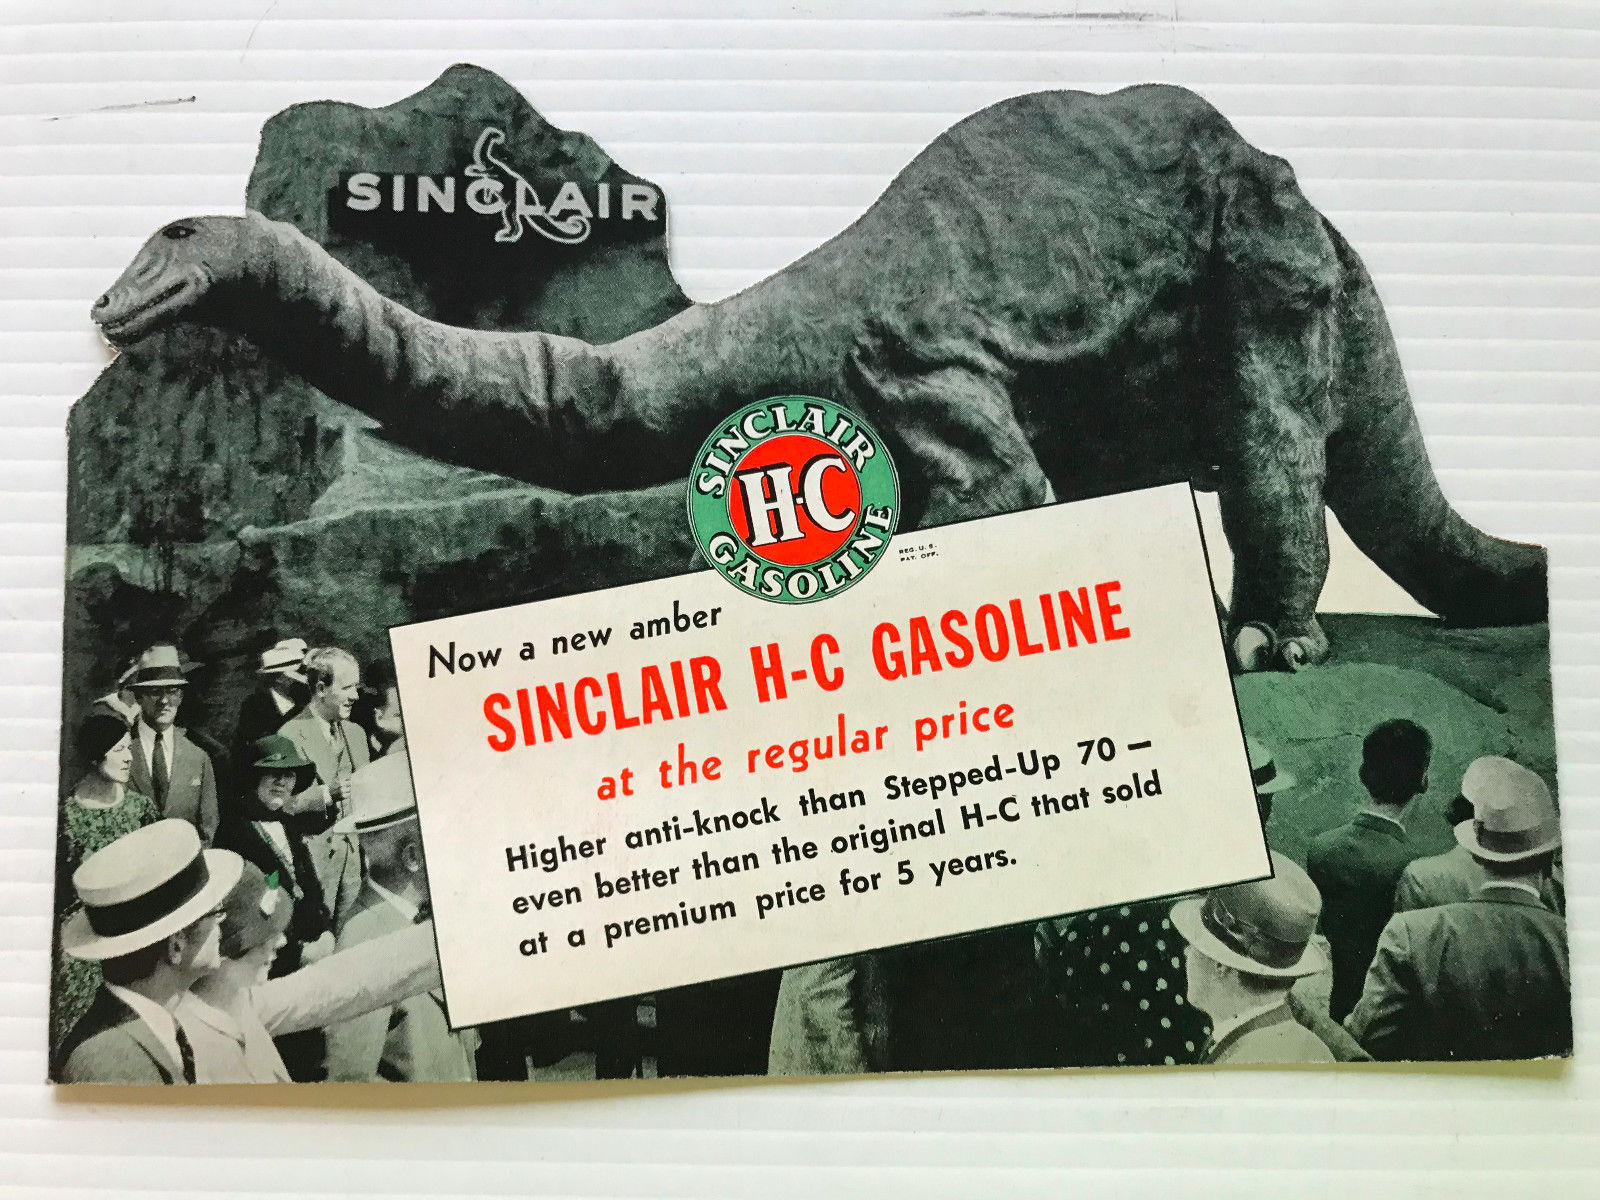 SINCLAIR
SINCLAIR
H-C
GASOLINE
REG. U. S.
PAT. OFF.
Now a new amber
SINCLAIR H-C GASOLINE
at the regular price
Higher anti-knock than Stepped-Up 70 —
even better than the original H-C that sold
at a premium price for 5 years.